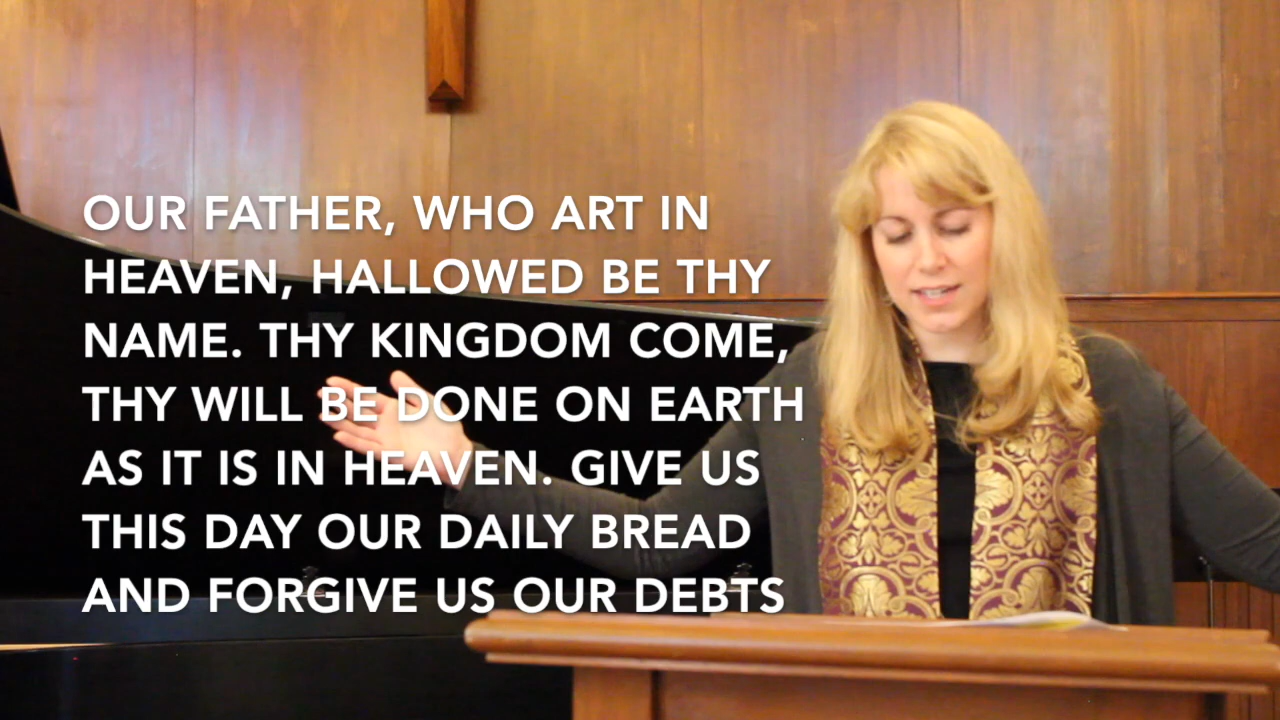 OUR FATHER, WHO ART IN
HEAVEN, HALLOWED BE THY
NAME. THY KINGDOM COME,
THY WILL BE DONE ON EARTH
AS IT IS IN HEAVEN. GIVE US
THIS DAY OUR DAILY BREAD
AND FORGIVE US OUR DEBTS